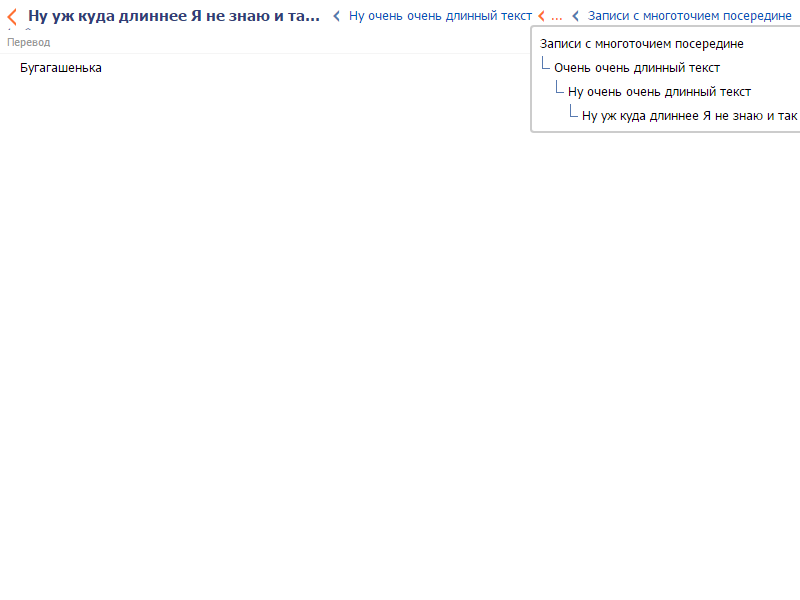 Ну уж куда длиннее Я не знаю и та... Ну очень очень длинный текст ... Записи с многоточием посередине
Перевод
Бугагашенька
Записи с многоточием посередине
Очень очень длинный текст
Ну очень очень длинный текст
Ну уж куда длиннее Я не знаю и так